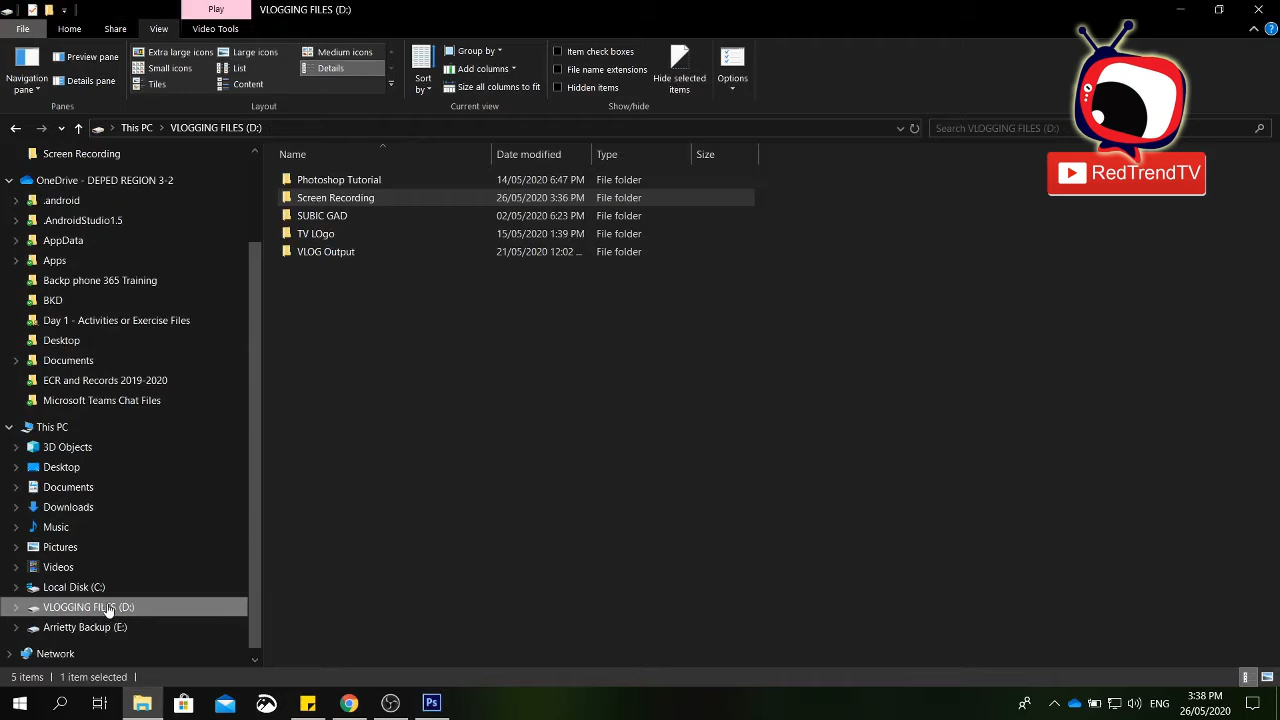 Play
VLOGGING FILES (D:)
File
Home
Share
View
Video Tools
Navigation pane
Preview pane
Details pane
Panes
Extra large icons
Large icons
Medium icons
Small icons
List
Details
Tiles
Content
Layout
Sort by
Group by
Add columns
Size all columns to fit
Current view
Item check boxes
File name extensions
Hidden items
Hide selected items
Show/hide
Options
RedTrendTV
This PC
VLOGGING FILES (D:)
Search VLOGGING FILES (D:)
Name
Date modified
Type
Size
Photoshop Tutorial 14/05/2020 6:47 PM File folder
Screen Recording 26/05/2020 3:36 PM File folder
SUBIC GAD 02/05/2020 6:23 PM File folder
TV LOgo 15/05/2020 1:39 PM File folder
VLOG Output 21/05/2020 12:02 ... File folder
Screen Recording
OneDrive - DEPED REGION 3-2
.android
.AndroidStudio1.5
AppData
Apps
Backp phone 365 Training
BKD
Day 1 - Activities or Exercise Files
Desktop
Documents
ECR and Records 2019-2020
Microsoft Teams Chat Files
This PC
3D Objects
Desktop
Documents
Downloads
Music
Pictures
Videos
Local Disk (C:)
VLOGGING FILES (D:)
Arrietty Backup (E:)
Network
5 items
1 item selected
Ps
ENG
3:38 PM
26/05/2020